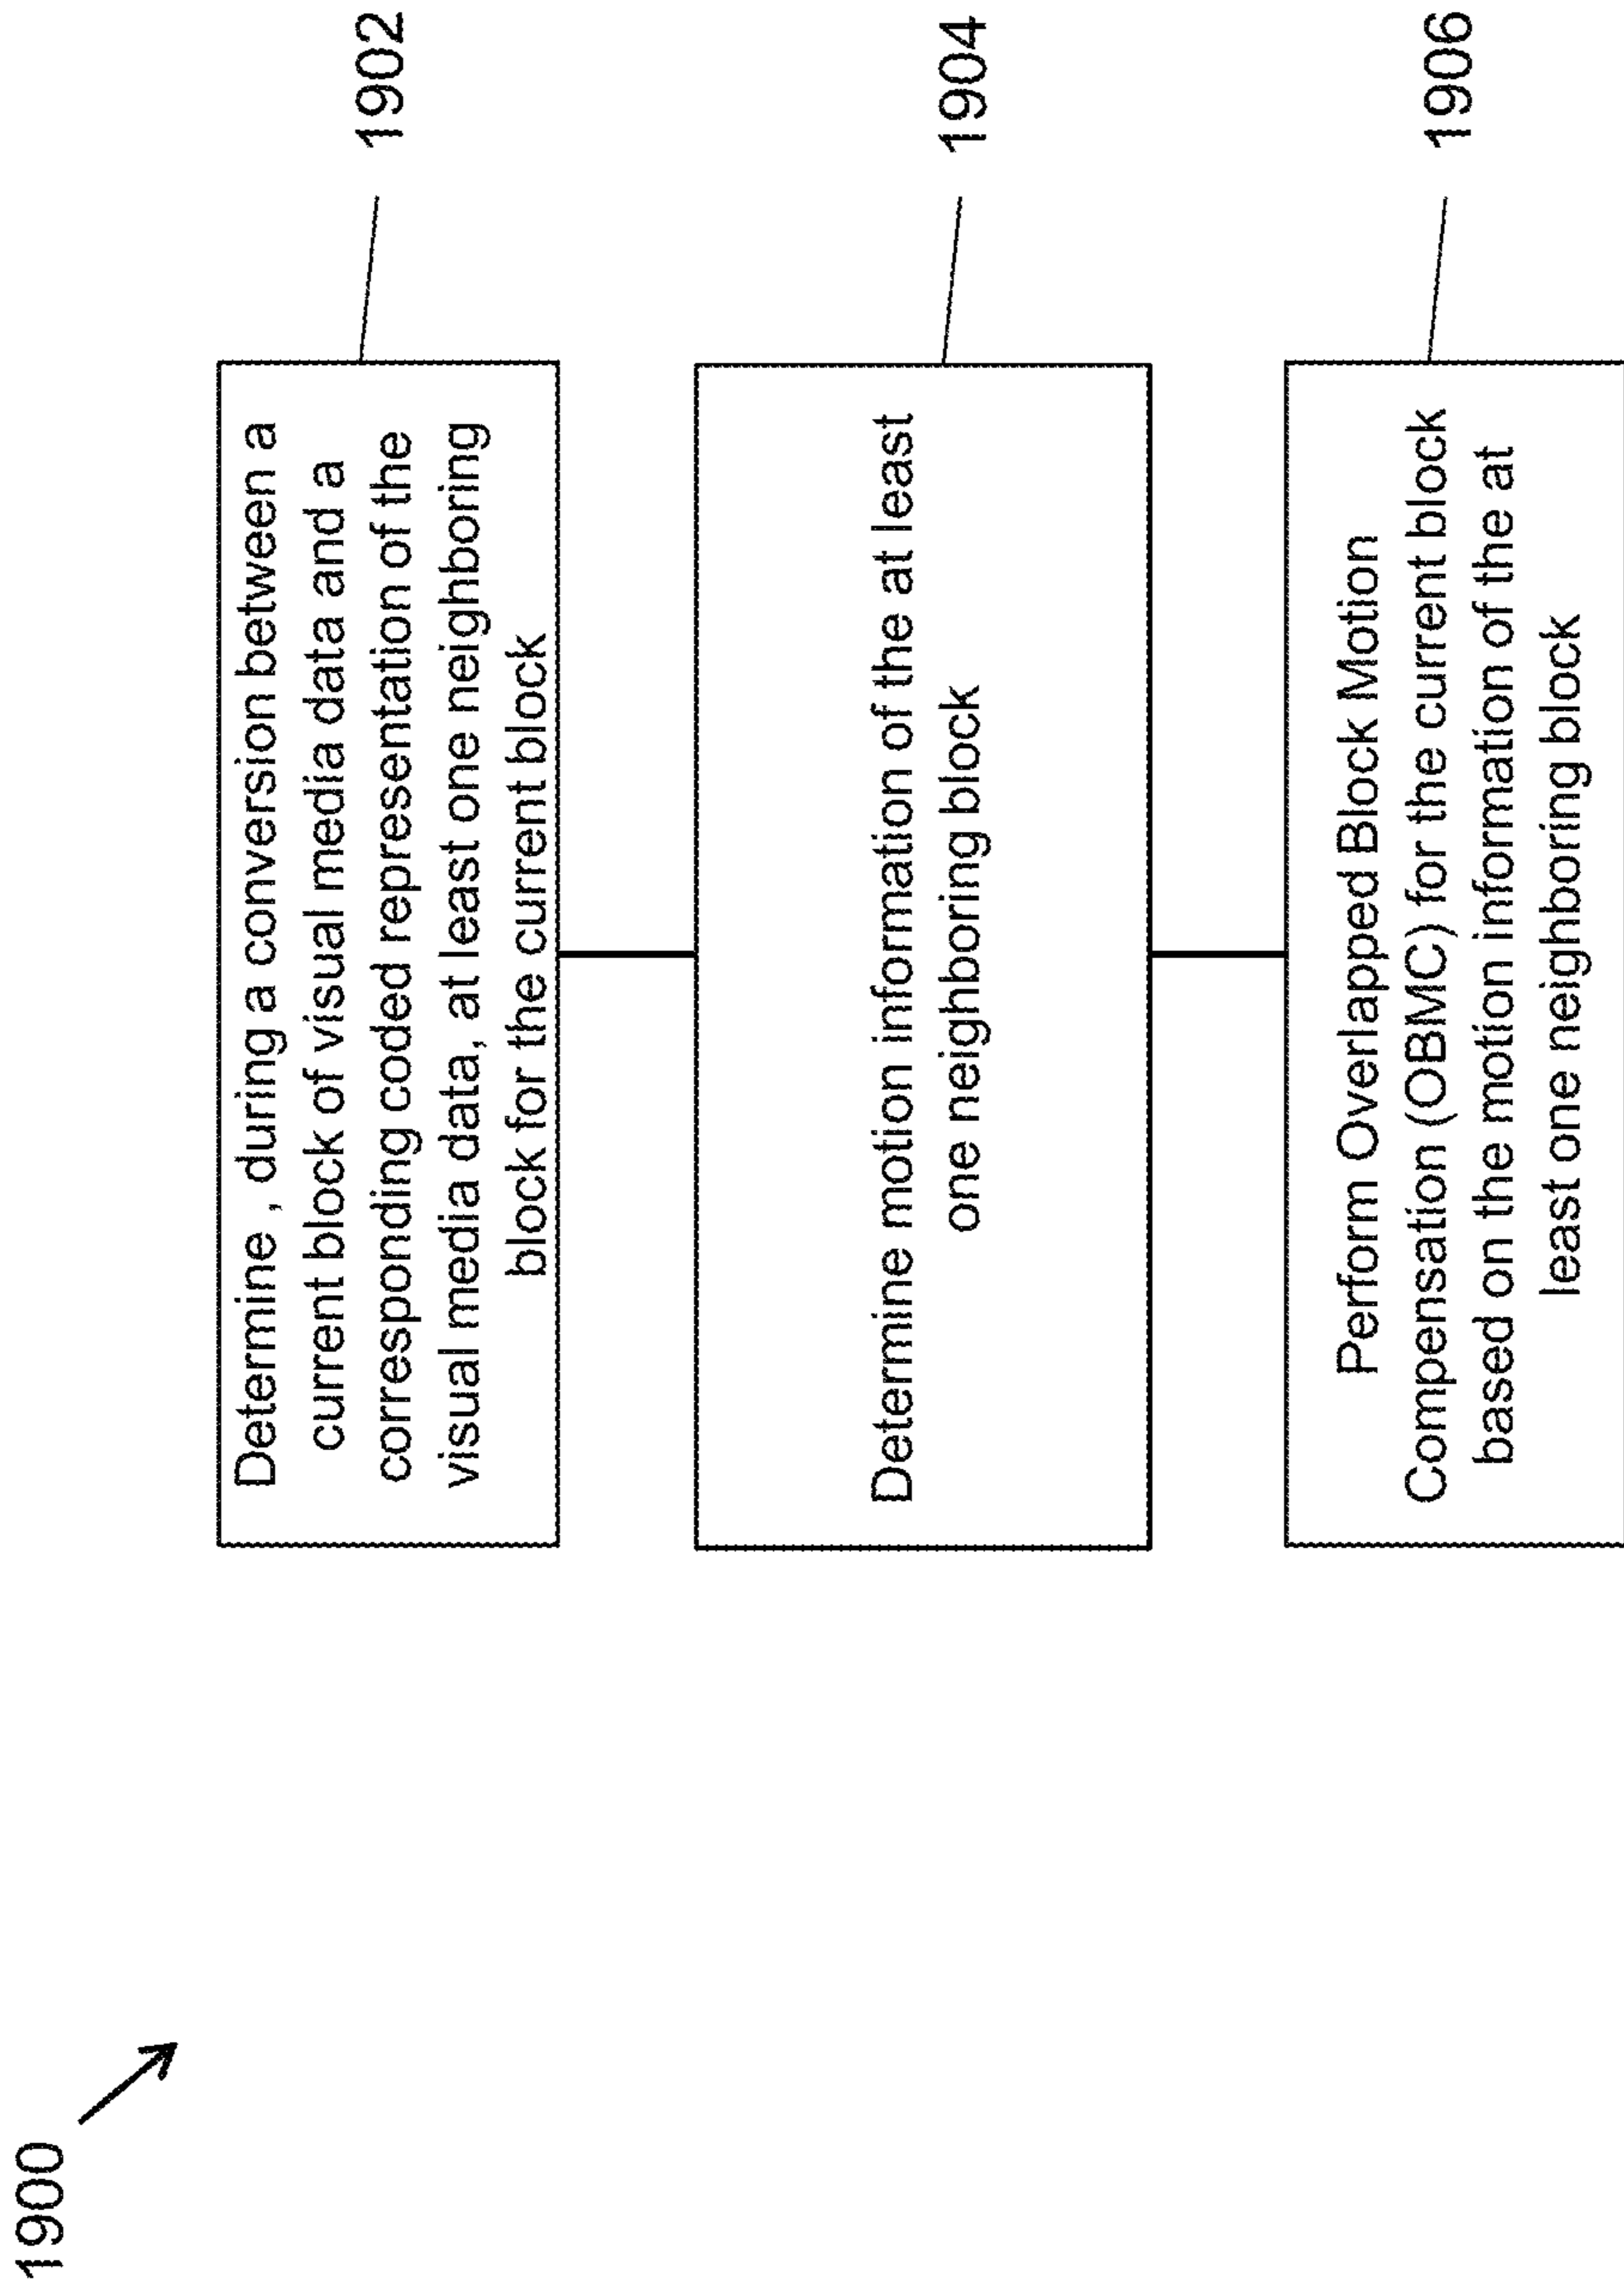 1900
Determine , during a conversion between a
current block of visual media data and a
corresponding coded representation of the
visual media data, at least one neighboring
block for the current block
1902
Determine motion information of the at least
one neighboring block
1904
Perform Overlapped Block Motion
Compensation (OBMC) for the current block
based on the motion information of the at
least one neighboring block
1906